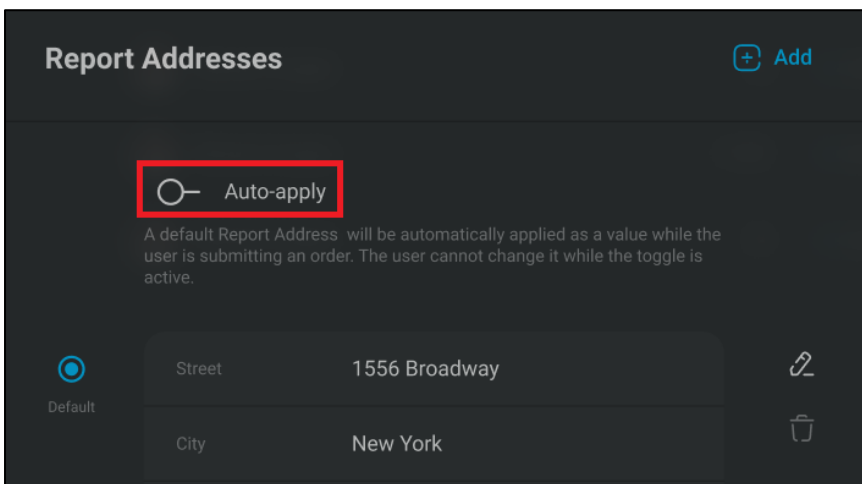 Report Addresses
Add
Auto-apply
A default Report Address will be automatically applied as a value while the
user is submitting an order. The user cannot change it while the toggle is
active.
Street 1556 Broadway
Default
City New York